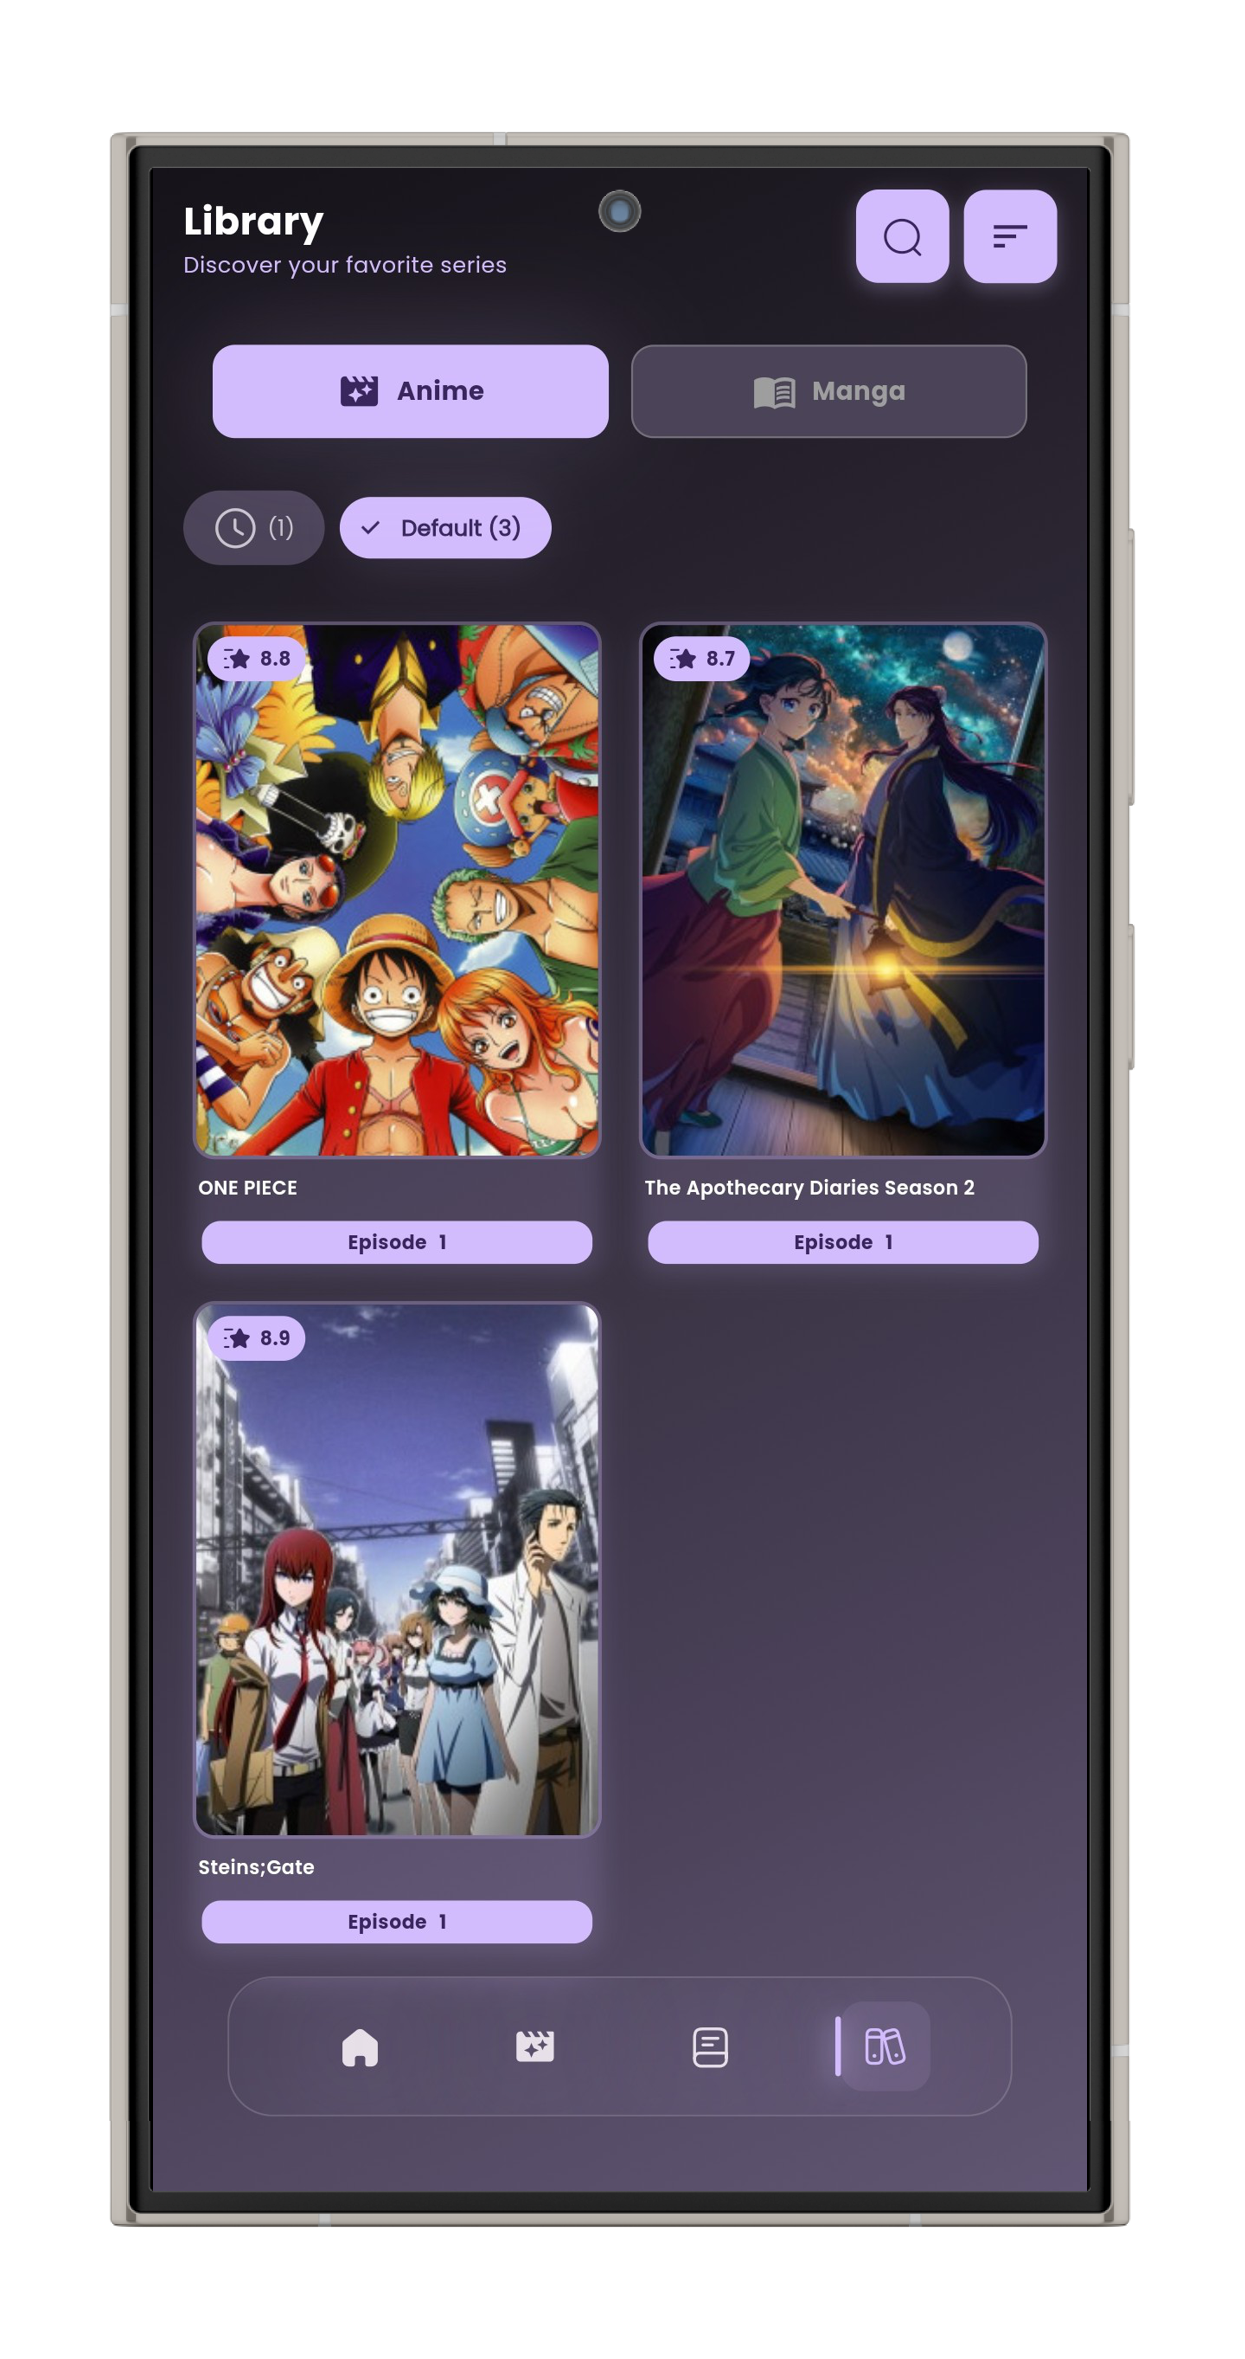 Library
Discover your favorite series
Anime
Manga
(1)
Default (3)
8.8
8.7
ONE PIECE
The Apothecary Diaries Season 2
Episode 1
Episode 1
8.9
Steins;Gate
Episode 1